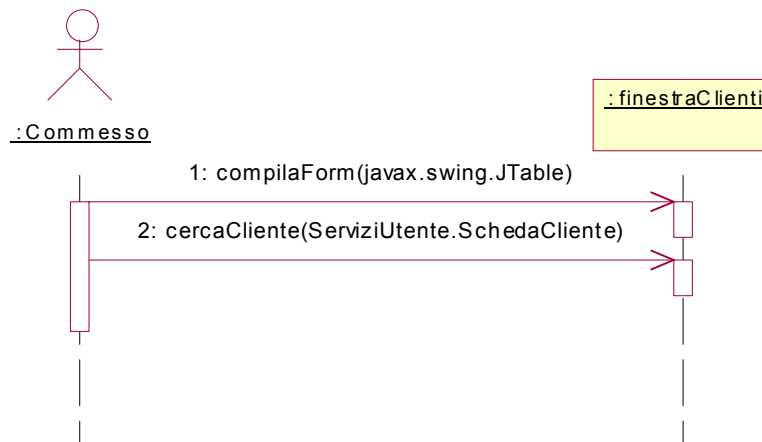 :Commesso
: finestraClienti
1: compilaForm(javax.swing.JTable)
2: cercaCliente(ServiziUtente.SchedaCliente)